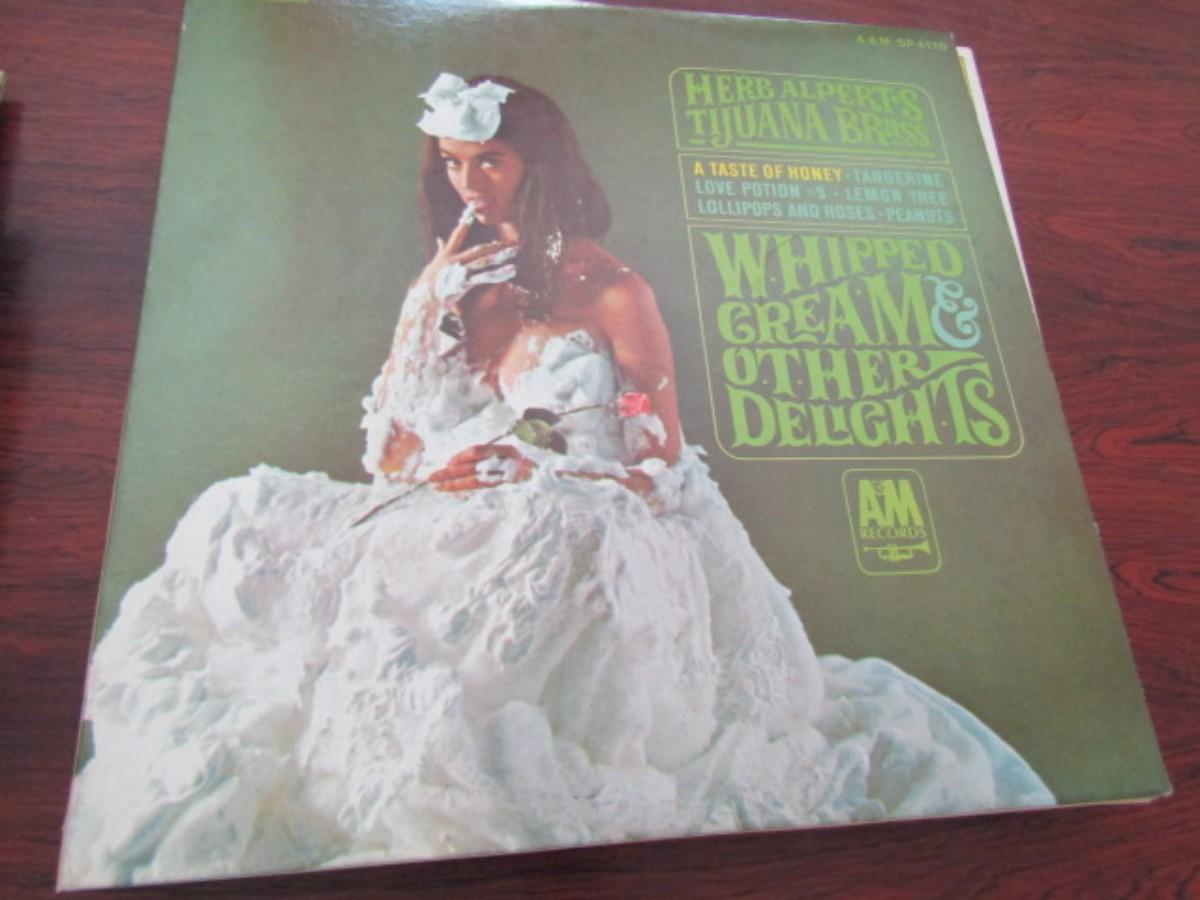 A&M SP 4110
HERB ALPERT'S
TIJUANA BRASS
A TASTE OF HONEY · TANGERINE
LOVE POTION #9 · LEMON TREE
LOLLIPOPS AND ROSES · PEANUTS
WHIPPED
CREAM &
OTHER
DELIGHTS
A&M
RECORDS